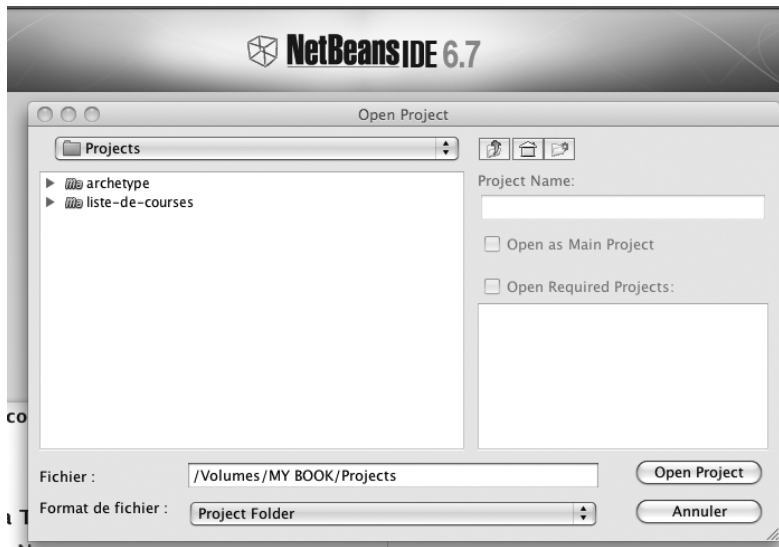 NetBeans IDE 6.7
Open Project
Projects
archetype
liste-de-courses
Project Name:
Open as Main Project
Open Required Projects:
co
Fichier :
/Volumes/MY BOOK/Projects
Open Project
Format de fichier :
Project Folder
Annuler